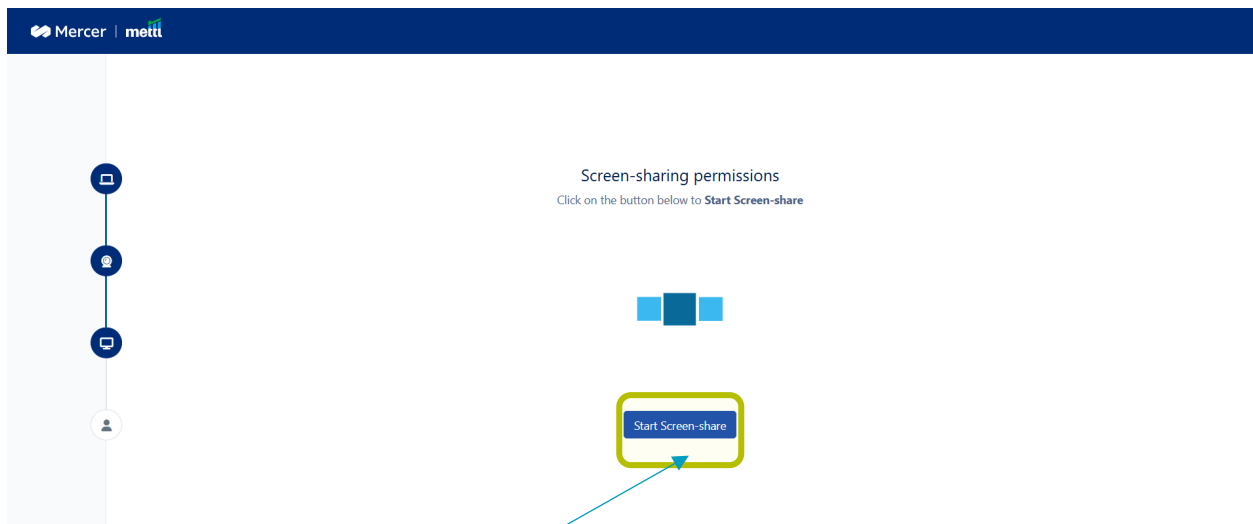 Mercer | mettl
Screen-sharing permissions
Click on the button below to Start Screen-share
Start Screen-share